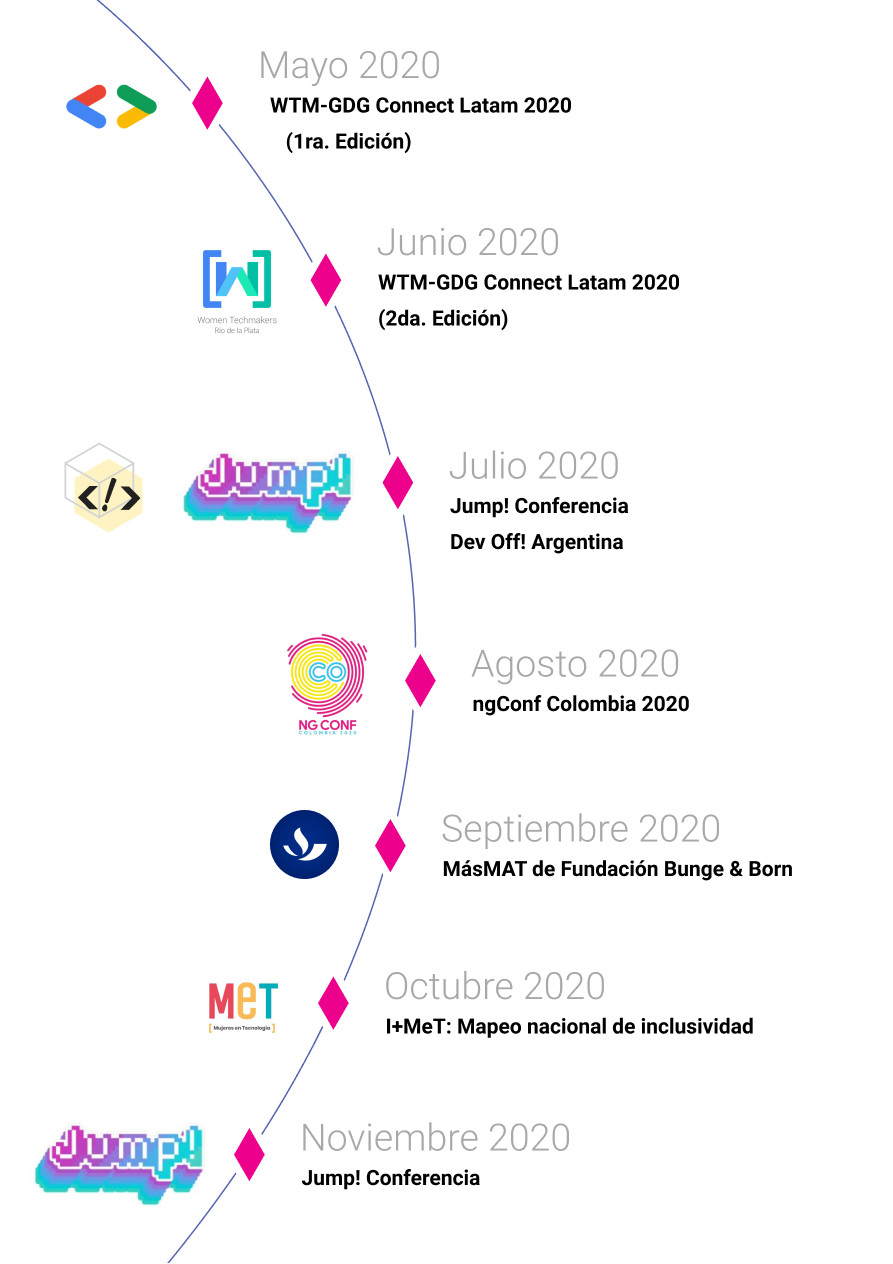 Mayo 2020
WTM-GDG Connect Latam 2020
(1ra. Edición)
Junio 2020
WTM-GDG Connect Latam 2020
(2da. Edición)
Women Techmakers
Río de la Plata
</>
Jump!
Julio 2020
Jump! Conferencia
Dev Off! Argentina
CO
NG CONF
COLOMBIA 2020
Agosto 2020
ngConf Colombia 2020
Septiembre 2020
MásMAT de Fundación Bunge & Born
MeT
[ Mujeres en Tecnología ]
Octubre 2020
I+MeT: Mapeo nacional de inclusividad
Jump!
Noviembre 2020
Jump! Conferencia